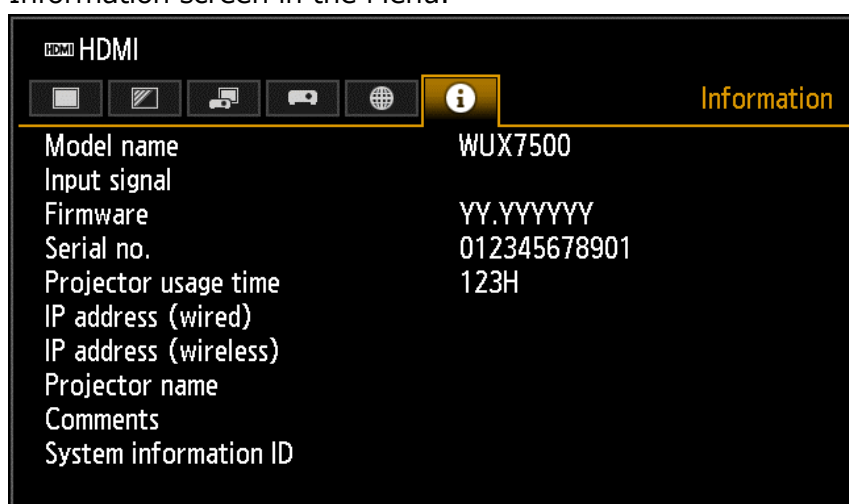 Information screen in the Menu.
HDMI HDMI
Information
Model name WUX7500
Input signal
Firmware YY.YYYYYY
Serial no. 012345678901
Projector usage time 123H
IP address (wired)
IP address (wireless)
Projector name
Comments
System information ID